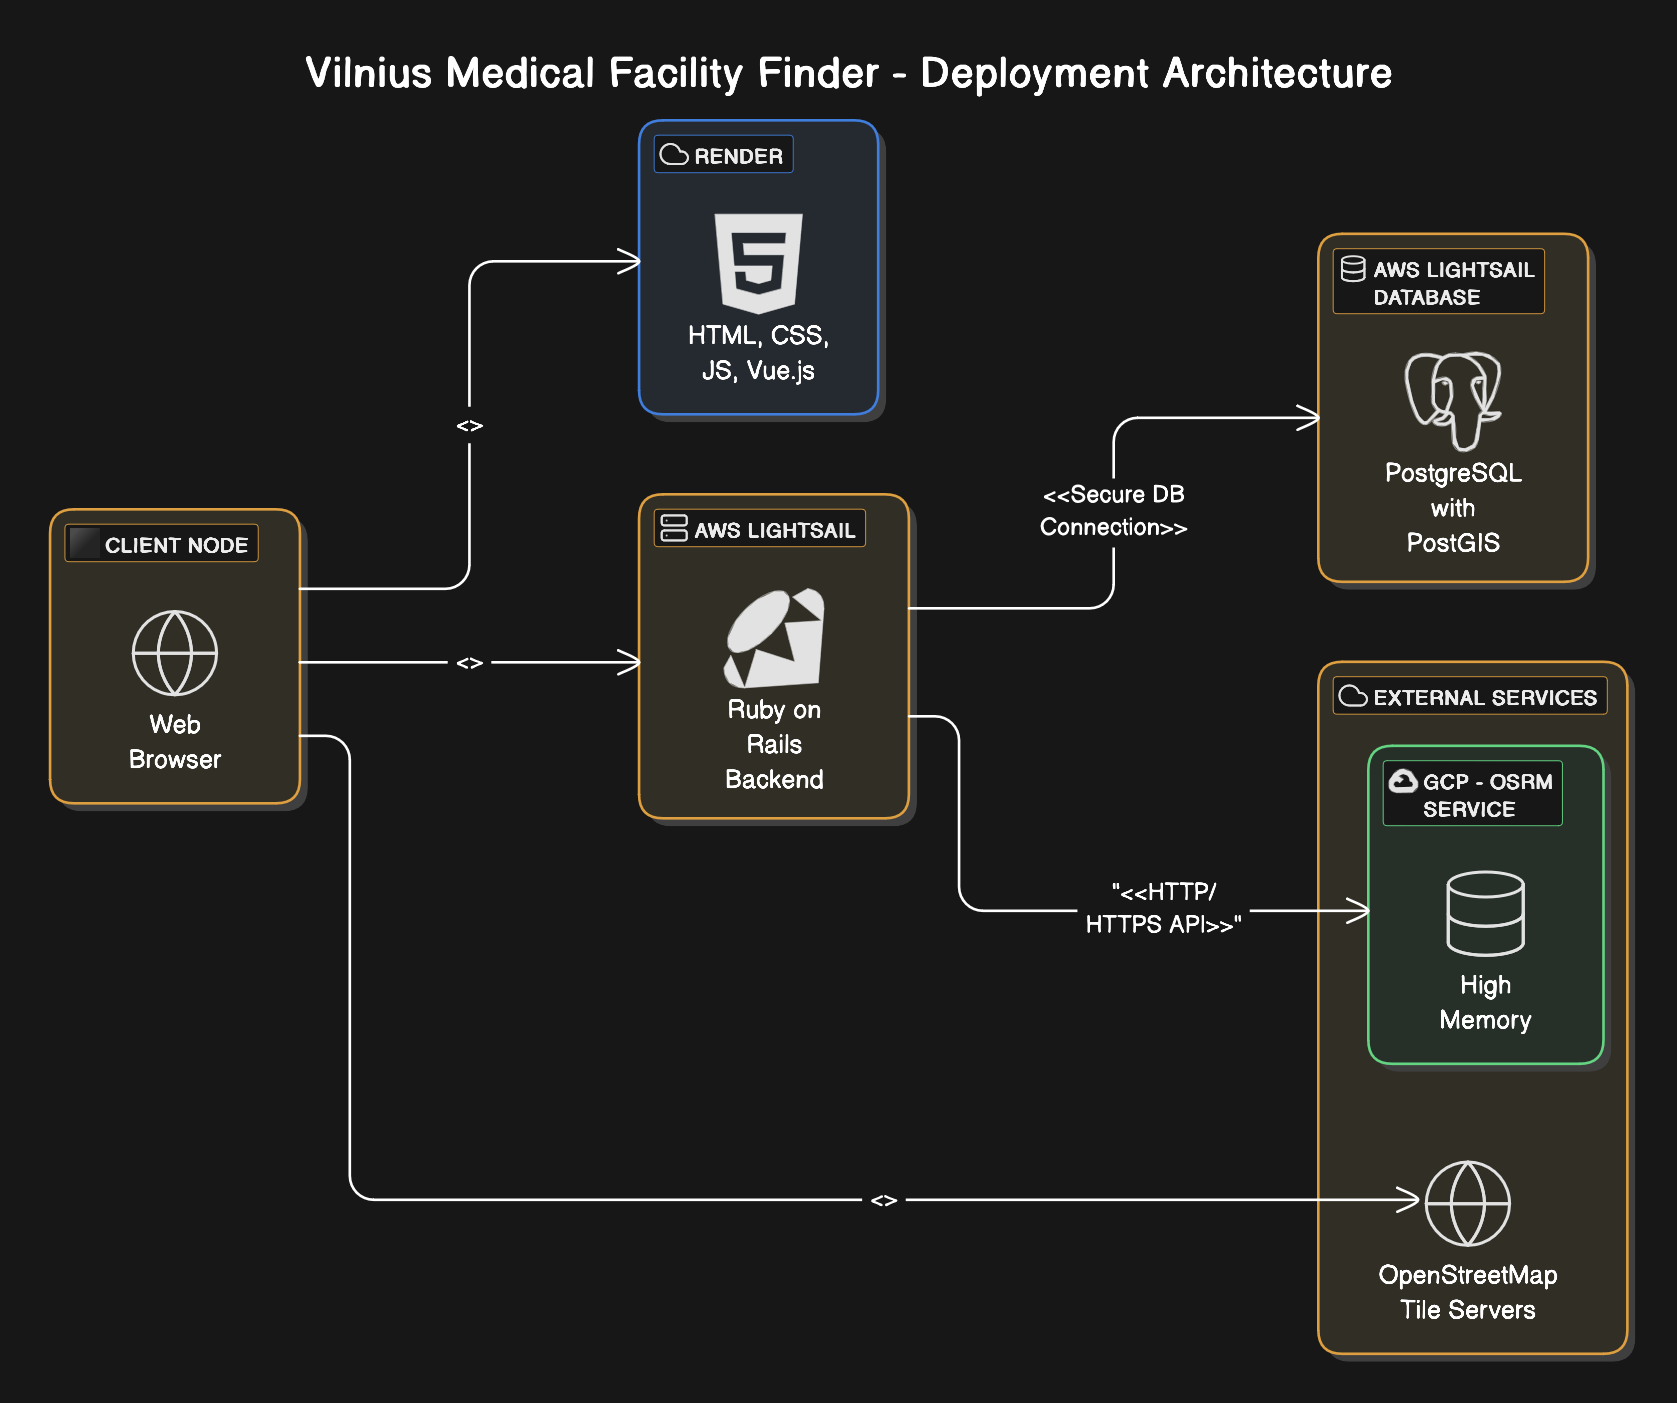 Vilnius Medical Facility Finder - Deployment Architecture
RENDER
HTML, CSS,
JS, Vue.js
<>
AWS LIGHTSAIL
DATABASE
PostgreSQL
with
PostGIS
<<Secure DB
Connection>>
CLIENT NODE
Web
Browser
<>
AWS LIGHTSAIL
Ruby on
Rails
Backend
"<<HTTP/
HTTPS API>>"
EXTERNAL SERVICES
GCP - OSRM
SERVICE
High
Memory
<>
OpenStreetMap
Tile Servers